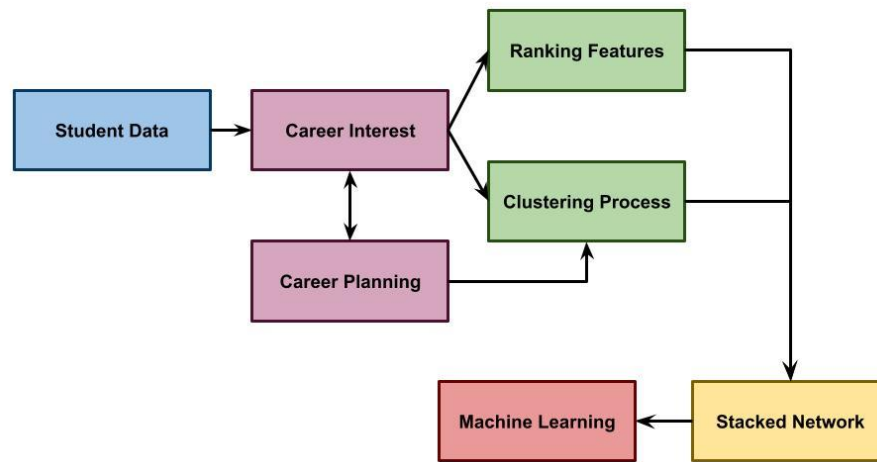 Ranking Features
Student Data
Career Interest
Clustering Process
Career Planning
Machine Learning
Stacked Network